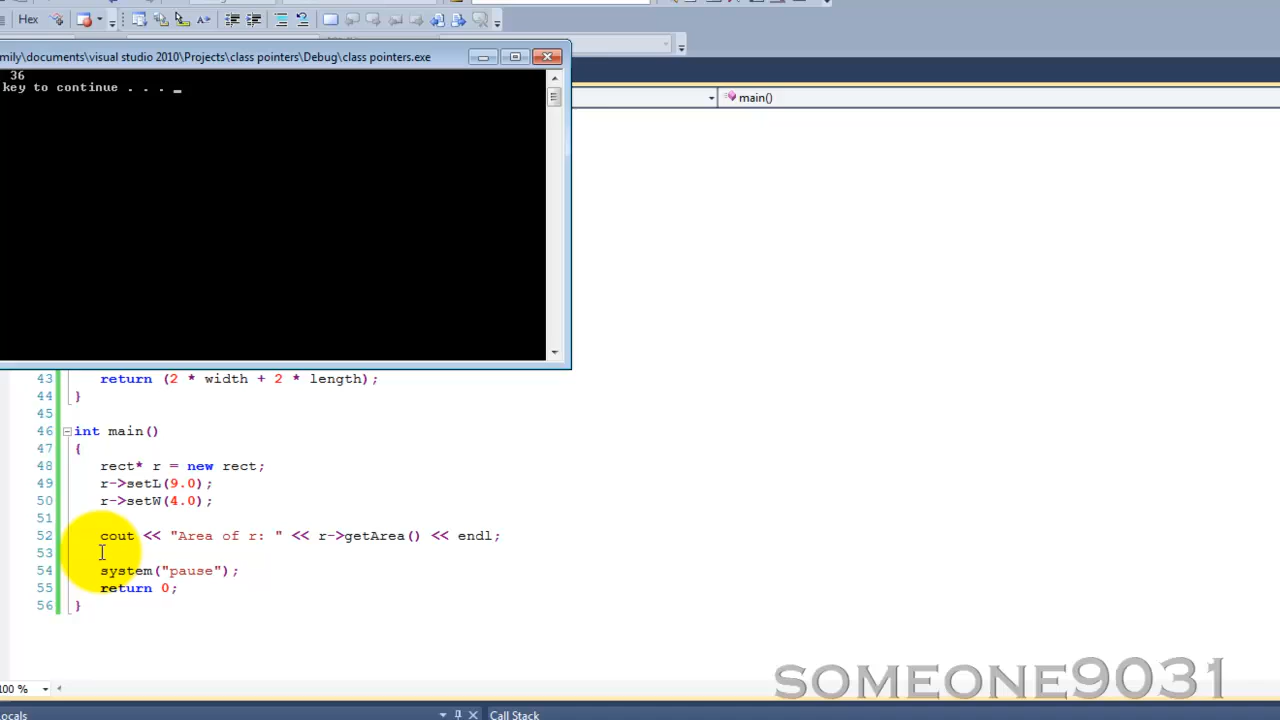 Hex
mily\documents\visual studio 2010\Projects\class pointers\Debug\class pointers.exe
36
key to continue . . . _
main()
43 return (2 * width + 2 * length);
44 }
45
46 int main()
47 {
48 rect* r = new rect;
49 r->setL(9.0);
50 r->setW(4.0);
51
52 cout << "Area of r: " << r->getArea() << endl;
53
54 system("pause");
55 return 0;
56 }
SOMEONE9031
100 %
ocals
Call Stack